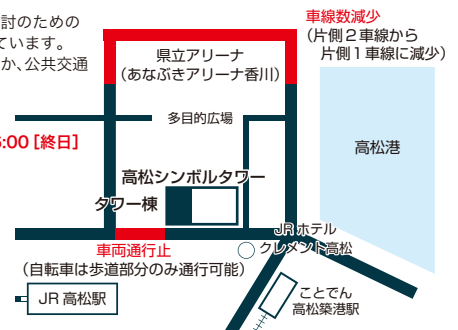 討のための
ています。
か、公共交通
:00［終日］
車線数減少
（片側２車線から
片側１車線に減少）
県立アリーナ
（あなぶきアリーナ香川）
多目的広場
高松港
高松シンボルタワー
タワー棟
車両通行止
（自転車は歩道部分のみ通行可能）
JR ホテル
クレメント高松
JR 高松駅
ことでん
高松築港駅